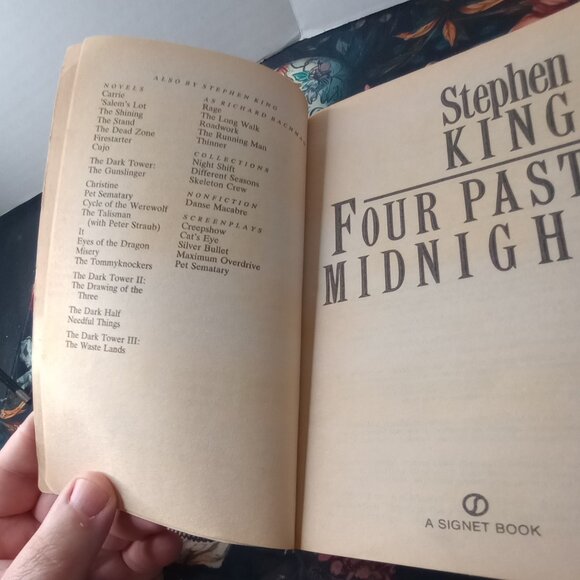 ALSO BY STEPHEN KING
NOVELS
Carrie
'Salem's Lot
The Shining
The Stand
The Dead Zone
Firestarter
Cujo
The Dark Tower:
The Gunslinger
Christine
Pet Sematary
Cycle of the Werewolf
The Talisman
(with Peter Straub)
It
Eyes of the Dragon
Misery
The Tommyknockers
The Dark Tower II:
The Drawing of the
Three
The Dark Half
Needful Things
The Dark Tower III:
The Waste Lands
AS RICHARD BACHMAN
Rage
The Long Walk
Roadwork
The Running Man
Thinner
COLLECTIONS
Night Shift
Different Seasons
Skeleton Crew
NONFICTION
Danse Macabre
SCREENPLAYS
Creepshow
Cat's Eye
Silver Bullet
Maximum Overdrive
Pet Sematary
Stephen
KING
FOUR PAST
MIDNIGH
A SIGNET BOOK